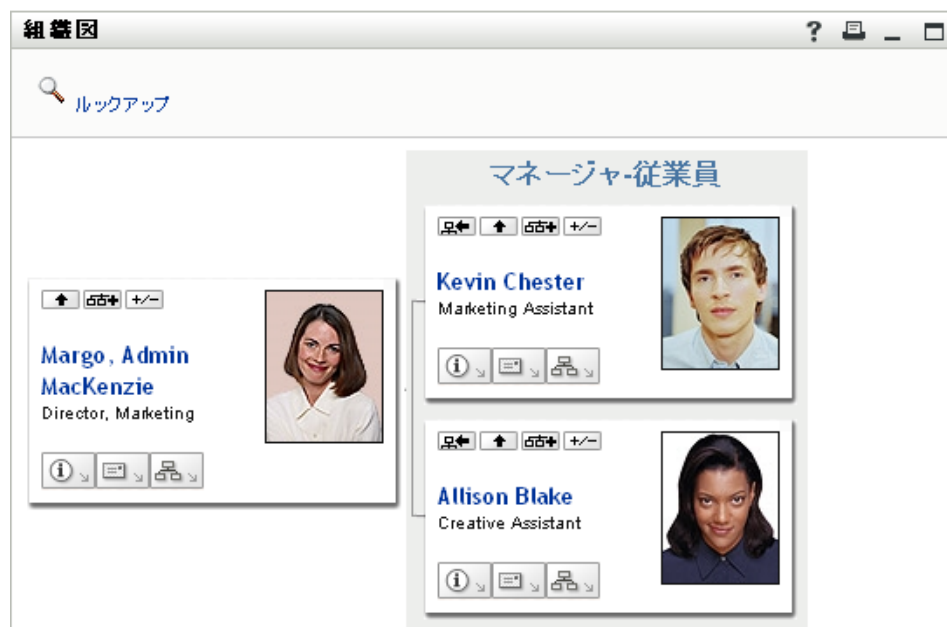 組織図
?
ルックアップ
マネージャ-従業員
+/-
Kevin Chester
Marketing Assistant
+/-
Margo, Admin
MacKenzie
Director, Marketing
+/-
Allison Blake
Creative Assistant